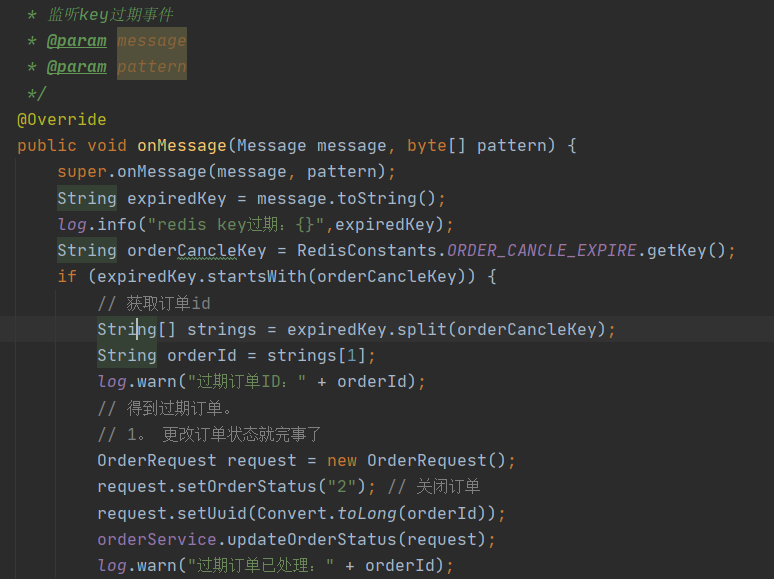 * 监听key过期事件
* @param message
* @param pattern
*/
@Override
public void onMessage(Message message, byte[] pattern) {
super.onMessage(message, pattern);
String expiredKey = message.toString();
log.info("redis key过期：{}",expiredKey);
String orderCancleKey = RedisConstants.ORDER_CANCLE_EXPIRE.getKey();
if (expiredKey.startsWith(orderCancleKey)) {
// 获取订单id
String[] strings = expiredKey.split(orderCancleKey);
String orderId = strings[1];
log.warn("过期订单ID：" + orderId);
// 得到过期订单。
// 1。 更改订单状态就完事了
OrderRequest request = new OrderRequest();
request.setOrderStatus("2"); // 关闭订单
request.setUuid(Convert.toLong(orderId));
orderService.updateOrderStatus(request);
log.warn("过期订单已处理：" + orderId);